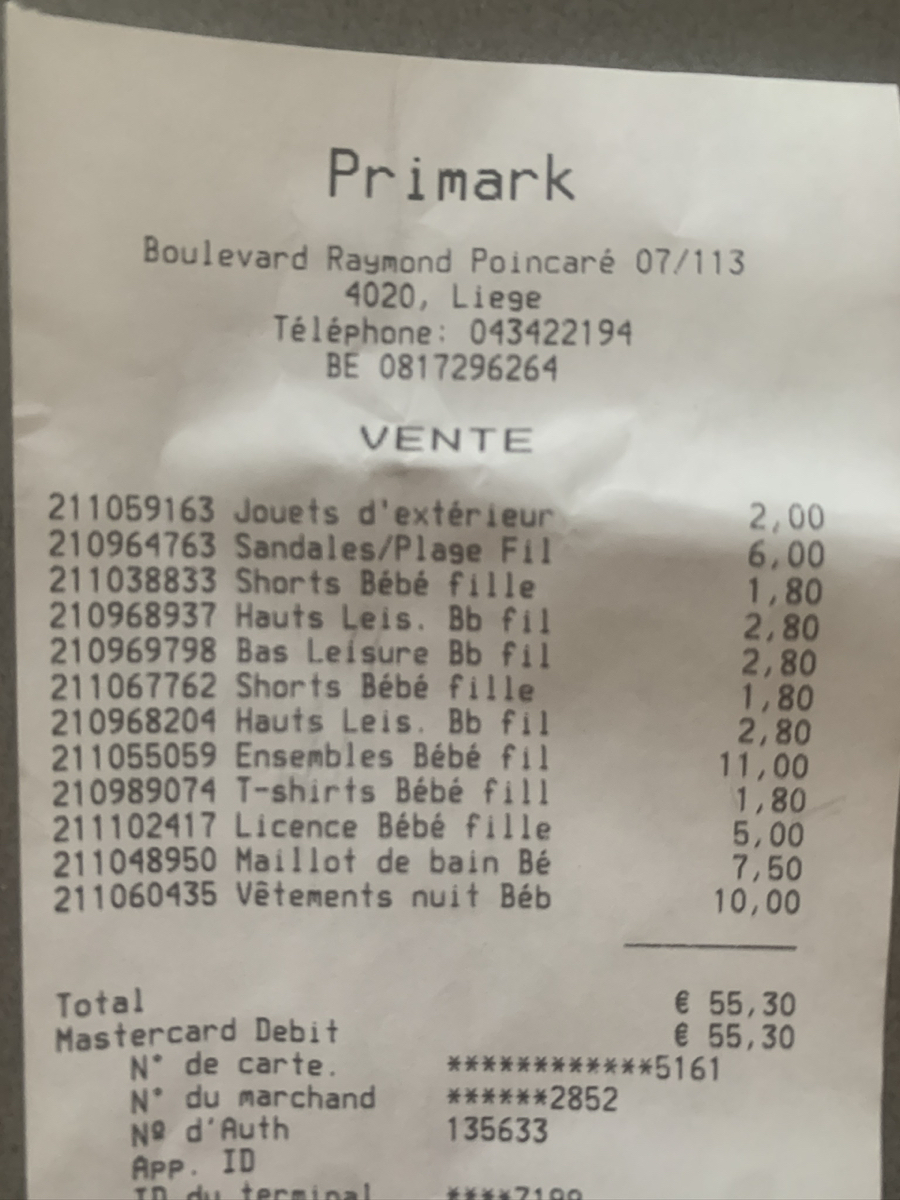 Primark
Boulevard Raymond Poincaré 07/113
4020, Liege
Téléphone: 043422194
BE 0817296264
VENTE
211059163 Jouets d'extérieur 2,00
210964763 Sandales/Plage Fil 6,00
211038833 Shorts Bébé fille 1,80
210968937 Hauts Leis. Bb fil 2,80
210969798 Bas Leisure Bb fil 2,80
211067762 Shorts Bébé fille 1,80
210968204 Hauts Leis. Bb fil 2,80
211055059 Ensembles Bébé fil 11,00
210989074 T-shirts Bébé fill 1,80
211102417 Licence Bébé fille 5,00
211048950 Maillot de bain Bé 7,50
211060435 Vêtements nuit Béb 10,00
Total € 55,30
Mastercard Debit € 55,30
N° de carte. ************5161
N° du marchand ******2852
Nº d'Auth 135633
App. ID
ID du terminal ****7199